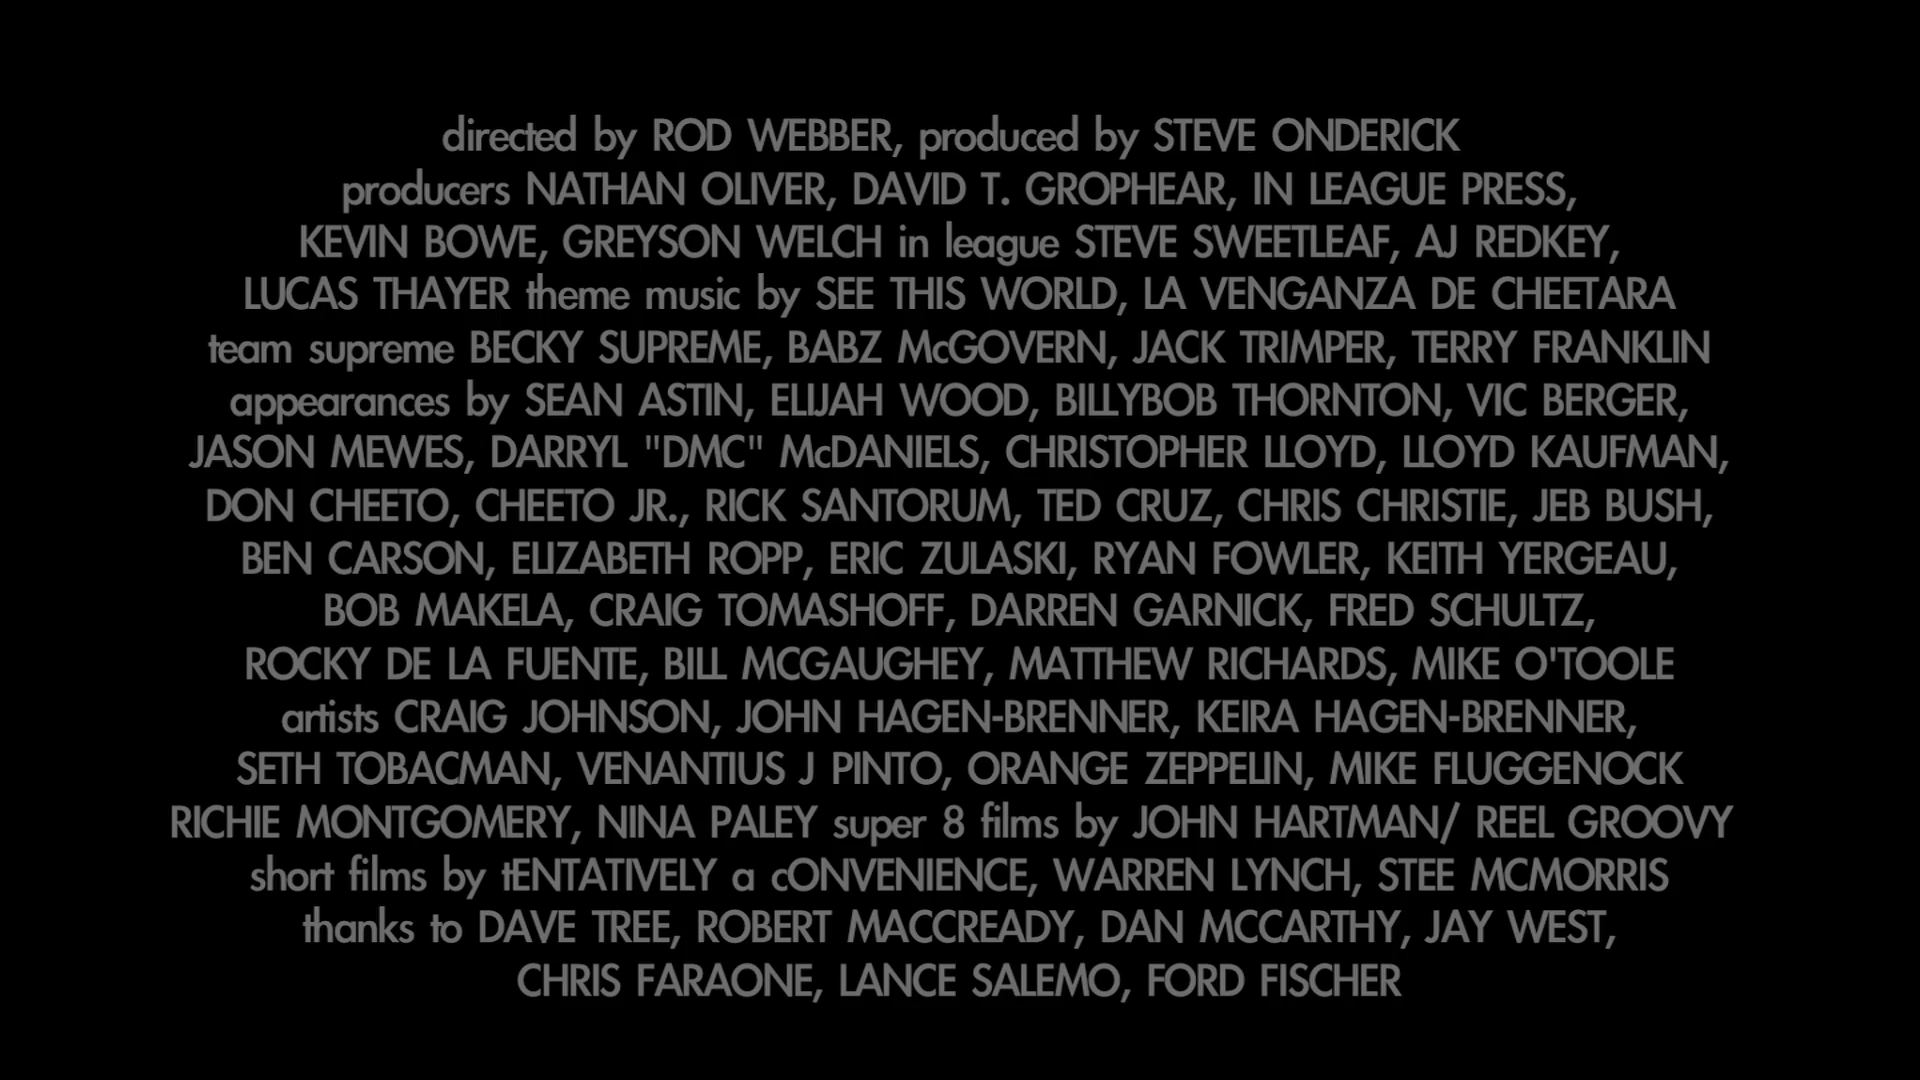 directed by ROD WEBBER, produced by STEVE ONDERICK
producers NATHAN OLIVER, DAVID T. GROPHEAR, IN LEAGUE PRESS,
KEVIN BOWE, GREYSON WELCH in league STEVE SWEETLEAF, AJ REDKEY,
LUCAS THAYER theme music by SEE THIS WORLD, LA VENGANZA DE CHEETARA
team supreme BECKY SUPREME, BABZ McGOVERN, JACK TRIMPER, TERRY FRANKLIN
appearances by SEAN ASTIN, ELIJAH WOOD, BILLYBOB THORNTON, VIC BERGER,
JASON MEWES, DARRYL "DMC" McDANIELS, CHRISTOPHER LLOYD, LLOYD KAUFMAN,
DON CHEETO, CHEETO JR., RICK SANTORUM, TED CRUZ, CHRIS CHRISTIE, JEB BUSH,
BEN CARSON, ELIZABETH ROPP, ERIC ZULASKI, RYAN FOWLER, KEITH YERGEAU,
BOB MAKELA, CRAIG TOMASHOFF, DARREN GARNICK, FRED SCHULTZ,
ROCKY DE LA FUENTE, BILL MCGAUGHEY, MATTHEW RICHARDS, MIKE O'TOOLE
artists CRAIG JOHNSON, JOHN HAGEN-BRENNER, KEIRA HAGEN-BRENNER,
SETH TOBACMAN, VENANTIUS J PINTO, ORANGE ZEPPELIN, MIKE FLUGGENOCK
RICHIE MONTGOMERY, NINA PALEY super 8 films by JOHN HARTMAN/ REEL GROOVY
short films by tENTATIVELY a cONVENIENCE, WARREN LYNCH, STEE MCMORRIS
thanks to DAVE TREE, ROBERT MACCREADY, DAN MCCARTHY, JAY WEST,
CHRIS FARAONE, LANCE SALEMO, FORD FISCHER